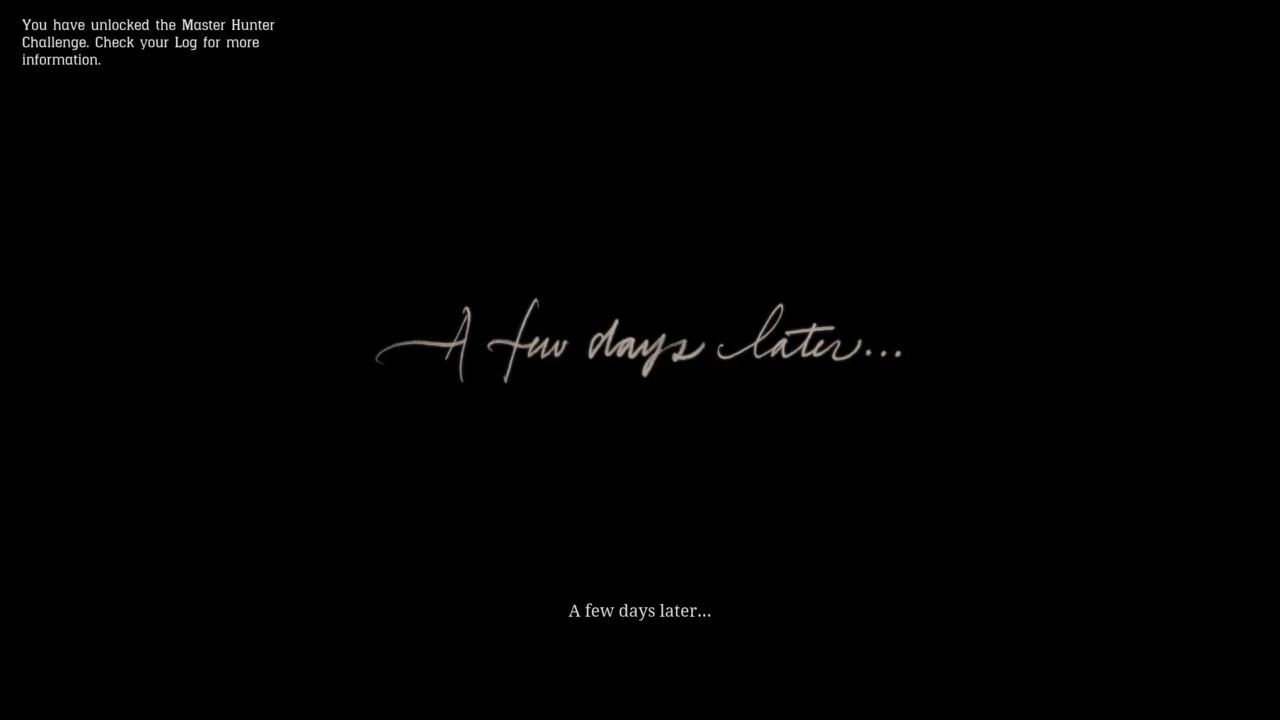 You have unlocked the Master Hunter
Challenge. Check your Log for more
information.
A few days later...
A few days later...